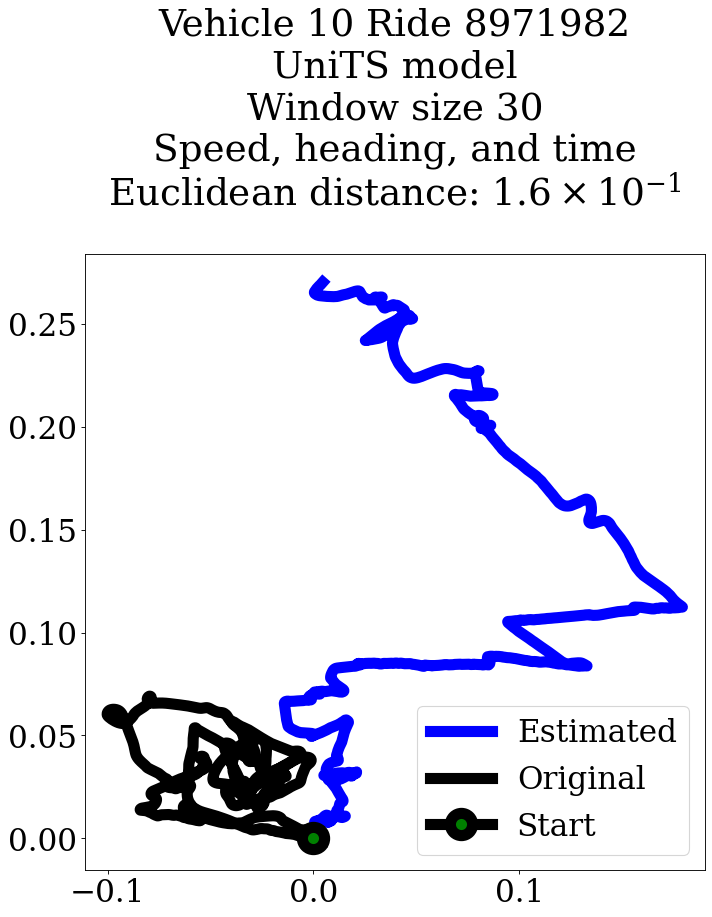 Vehicle 10 Ride 8971982
UniTS model
Window size 30
Speed, heading, and time
Euclidean distance: 1.6 × 10⁻¹
0.25
0.20
0.15
0.10
0.05
0.00
−0.1
0.0
0.1
Estimated
Original
Start